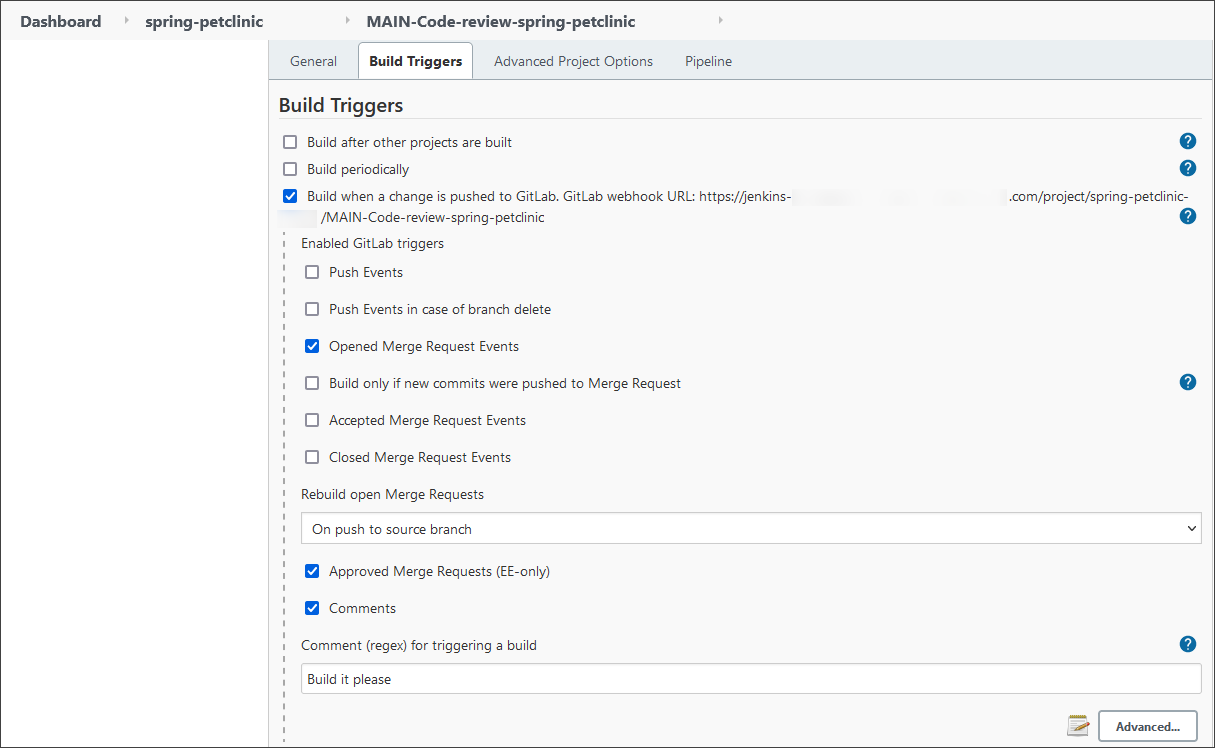 Dashboard spring-petclinic MAIN-Code-review-spring-petclinic
General Build Triggers Advanced Project Options Pipeline
Build Triggers
Build after other projects are built ?
Build periodically ?
Build when a change is pushed to GitLab. GitLab webhook URL: https://jenkins- .com/project/spring-petclinic-
/MAIN-Code-review-spring-petclinic ?
Enabled GitLab triggers
Push Events
Push Events in case of branch delete
Opened Merge Request Events
Build only if new commits were pushed to Merge Request ?
Accepted Merge Request Events
Closed Merge Request Events
Rebuild open Merge Requests
On push to source branch
Approved Merge Requests (EE-only)
Comments
Comment (regex) for triggering a build ?
Build it please
Advanced...